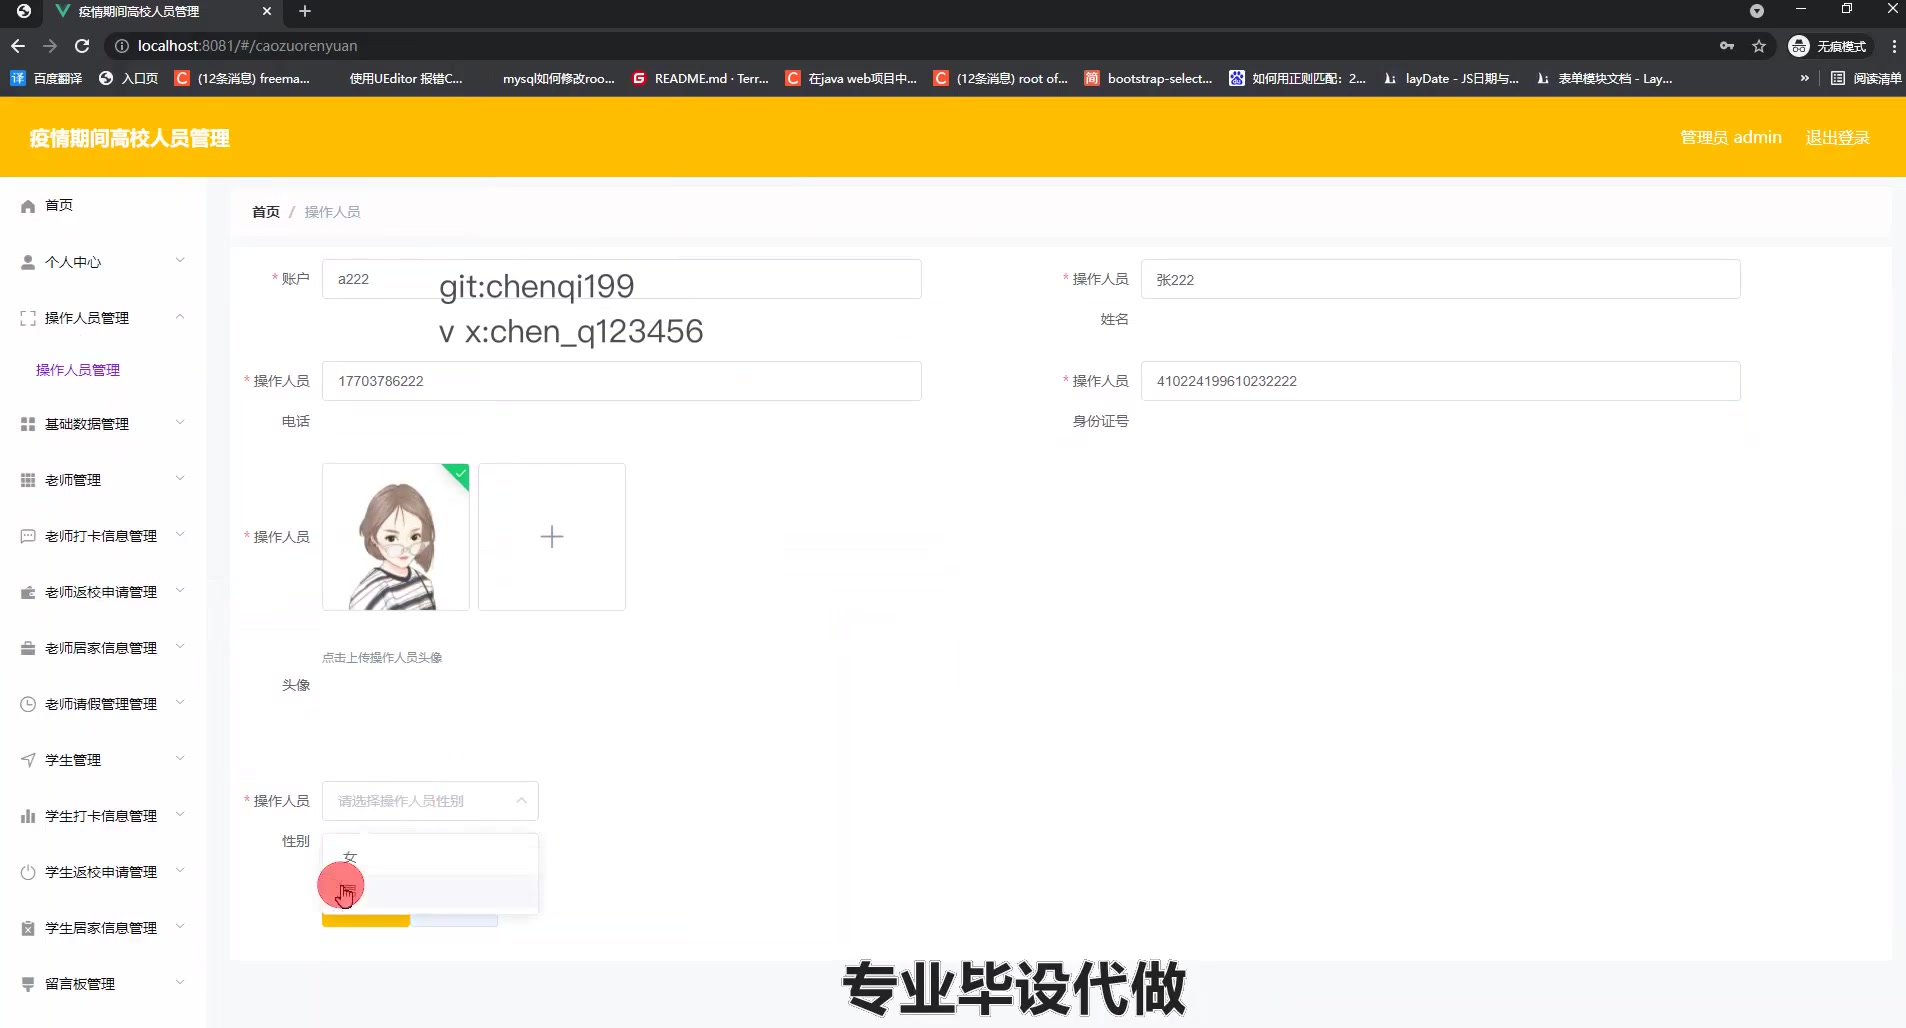 疫情期间高校人员管理
localhost:8081/#/caozuorenyuan
无痕模式
百度翻译
入口页
(12条消息) freema...
使用UEditor 报错C...
mysql如何修改roo...
README.md · Terr...
在java web项目中...
(12条消息) root of...
bootstrap-select...
如何用正则匹配：2...
layDate - JS日期与...
表单模块文档 - Lay...
»
阅读清单
疫情期间高校人员管理
管理员 admin
退出登录
首页
个人中心
操作人员管理
操作人员管理
基础数据管理
老师管理
老师打卡信息管理
老师返校申请管理
老师居家信息管理
老师请假管理管理
学生管理
学生打卡信息管理
学生返校申请管理
学生居家信息管理
留言板管理
首页 / 操作人员
* 账户
a222
git:chenqi199
v x:chen_q123456
* 操作人员
姓名
张222
* 操作人员
电话
17703786222
* 操作人员
身份证号
410224199610232222
* 操作人员
头像
点击上传操作人员头像
* 操作人员
性别
请选择操作人员性别
女
专业毕设代做